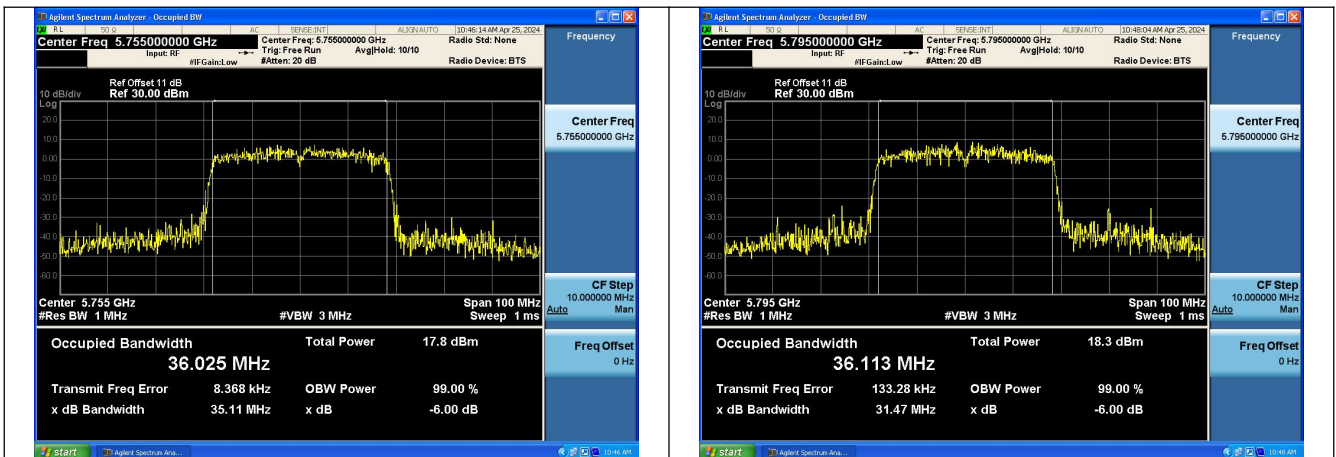 Agilent Spectrum Analyzer - Occupied BW
RL 50 Ω AC SENSE:INT ALIGN AUTO 10:46:14 AM Apr 25, 2024
Center Freq 5.755000000 GHz
Center Freq: 5.755000000 GHz
Radio Std: None
Input: RF
Trig: Free Run Avg|Hold: 10/10
#IFGain:Low
#Atten: 20 dB
Radio Device: BTS
Ref Offset 11 dB
10 dB/div Ref 30.00 dBm
Log
20.0
10.0
0.00
-10.0
-20.0
-30.0
-40.0
-50.0
-60.0
Center 5.755 GHz
Span 100 MHz
#Res BW 1 MHz
#VBW 3 MHz
Sweep 1 ms
Occupied Bandwidth
Total Power 17.8 dBm
36.025 MHz
Transmit Freq Error 8.368 kHz OBW Power 99.00 %
x dB Bandwidth 35.11 MHz x dB -6.00 dB
Frequency
Center Freq
5.755000000 GHz
CF Step
10.000000 MHz
Auto Man
Freq Offset
0 Hz
start
Agilent Spectrum Ana...
10:46 AM
Agilent Spectrum Analyzer - Occupied BW
RL 50 Ω AC SENSE:INT ALIGN AUTO 10:48:04 AM Apr 25, 2024
Center Freq 5.795000000 GHz
Center Freq: 5.795000000 GHz
Radio Std: None
Input: RF
Trig: Free Run Avg|Hold: 10/10
#IFGain:Low
#Atten: 20 dB
Radio Device: BTS
Ref Offset 11 dB
10 dB/div Ref 30.00 dBm
Log
20.0
10.0
0.00
-10.0
-20.0
-30.0
-40.0
-50.0
-60.0
Center 5.795 GHz
Span 100 MHz
#Res BW 1 MHz
#VBW 3 MHz
Sweep 1 ms
Occupied Bandwidth
Total Power 18.3 dBm
36.113 MHz
Transmit Freq Error 133.28 kHz OBW Power 99.00 %
x dB Bandwidth 31.47 MHz x dB -6.00 dB
Frequency
Center Freq
5.795000000 GHz
CF Step
10.000000 MHz
Auto Man
Freq Offset
0 Hz
start
Agilent Spectrum Ana...
10:48 AM